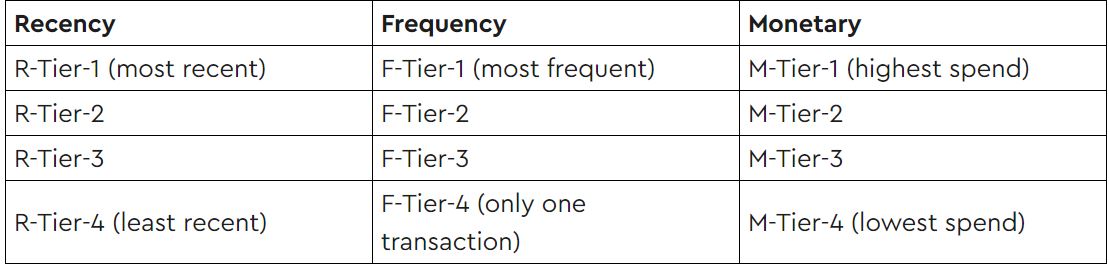 Recency Frequency Monetary
R-Tier-1 (most recent) F-Tier-1 (most frequent) M-Tier-1 (highest spend)
R-Tier-2 F-Tier-2 M-Tier-2
R-Tier-3 F-Tier-3 M-Tier-3
R-Tier-4 (least recent) F-Tier-4 (only one
transaction) M-Tier-4 (lowest spend)